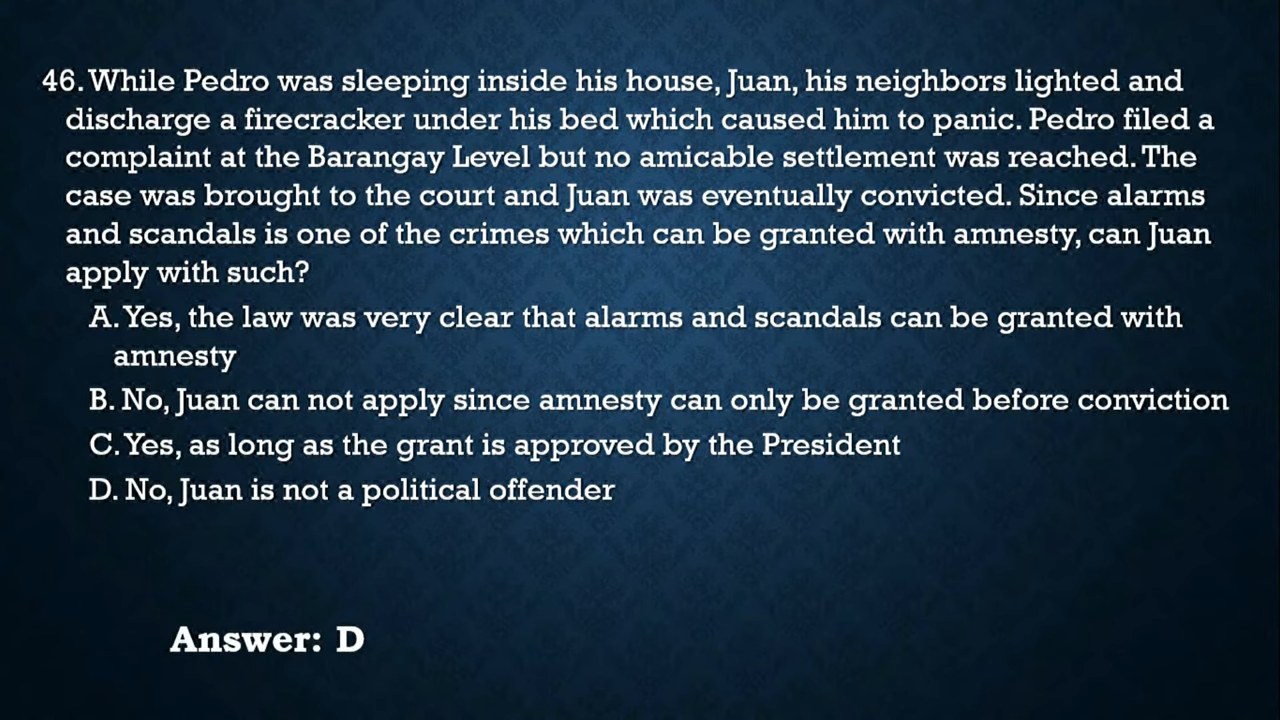 46. While Pedro was sleeping inside his house, Juan, his neighbors lighted and
discharge a firecracker under his bed which caused him to panic. Pedro filed a
complaint at the Barangay Level but no amicable settlement was reached. The
case was brought to the court and Juan was eventually convicted. Since alarms
and scandals is one of the crimes which can be granted with amnesty, can Juan
apply with such?
A. Yes, the law was very clear that alarms and scandals can be granted with
amnesty
B. No, Juan can not apply since amnesty can only be granted before conviction
C. Yes, as long as the grant is approved by the President
D. No, Juan is not a political offender
Answer: D